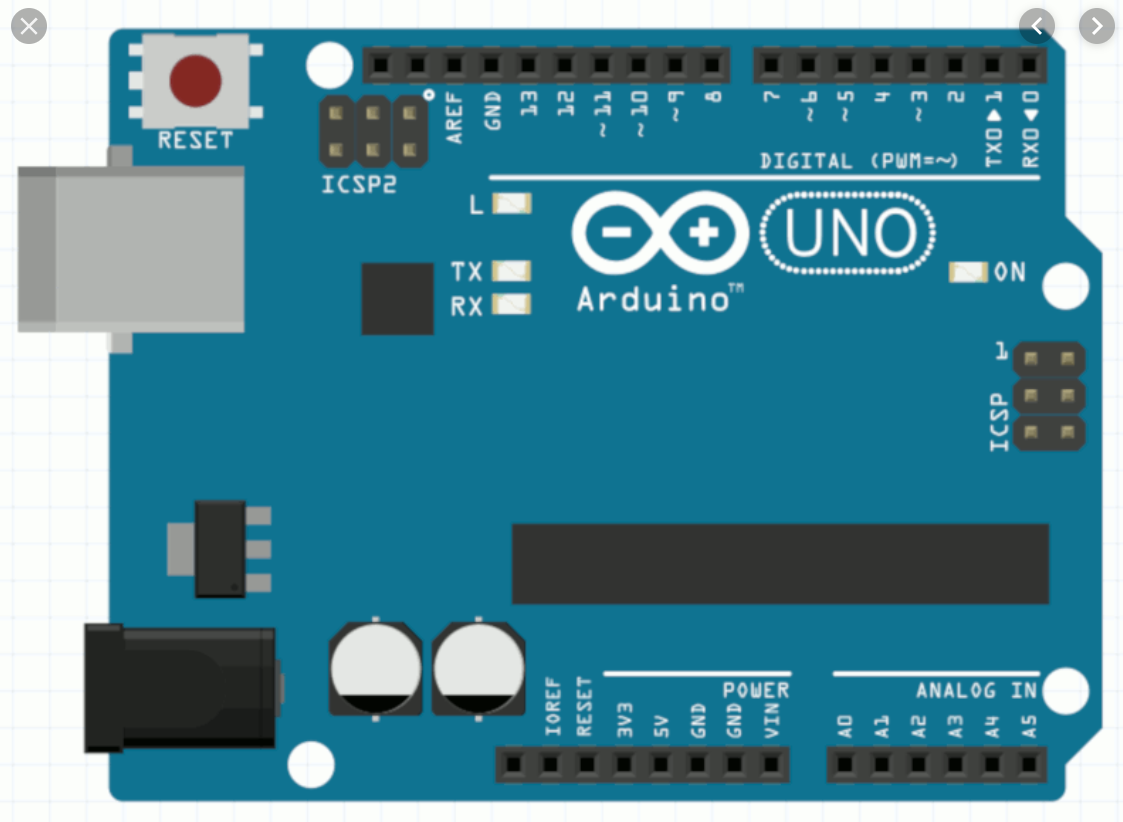 RESET
ICSP2
AREF
GND
13
12
~11
~10
~9
8
7
~6
~5
4
~3
2
TX0▶1
RX0◀0
DIGITAL (PWM=~)
L
TX
RX
UNO
Arduino™
ON
1
ICSP
POWER
ANALOG IN
IOREF
RESET
3V3
5V
GND
GND
VIN
A0
A1
A2
A3
A4
A5